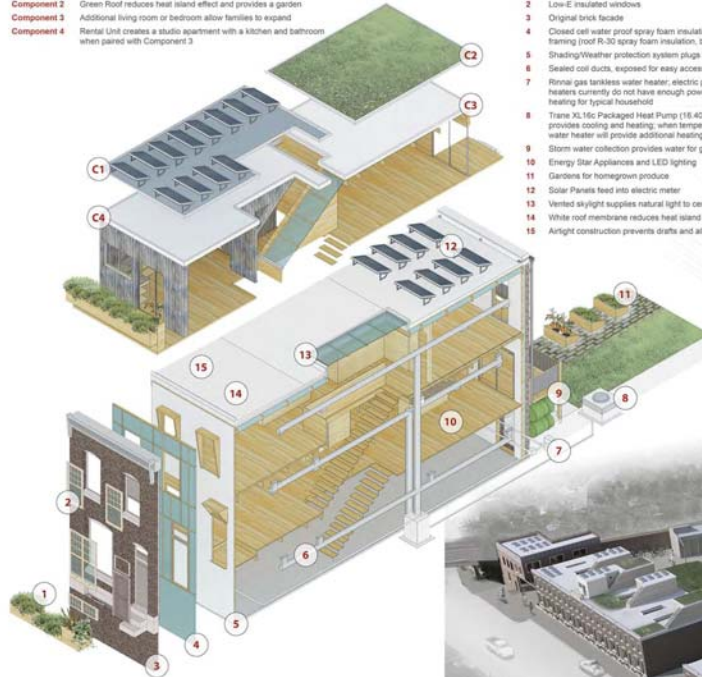 Component 2 Green Roof reduces heat island effect and provides a garden
Component 3 Additional living room or bedroom allow families to expand
Component 4 Rental Unit creates a studio apartment with a kitchen and bathroom
when paired with Component 3
2 Low-E insulated windows
3 Original brick facade
4 Closed cell water proof spray foam insulati
framing (roof R-30 spray foam insulation, b
5 Shading/Weather protection system plugs
6 Sealed coil ducts, exposed for easy acces
7 Rinnai gas tankless water heater; electric
heaters currently do not have enough pow
heating for typical household
8 Trane XL16c Packaged Heat Pump (16.40
provides cooling and heating; when tempe
water heater will provide additional heating
9 Storm water collection provides water for g
10 Energy Star Appliances and LED lighting
11 Gardens for homegrown produce
12 Solar Panels feed into electric meter
13 Vented skylight supplies natural light to ce
14 White roof membrane reduces heat island
15 Airtight construction prevents drafts and al
C2
C3
C1
C4
12
11
13
15
14
9
8
10
7
2
6
1
5
4
3